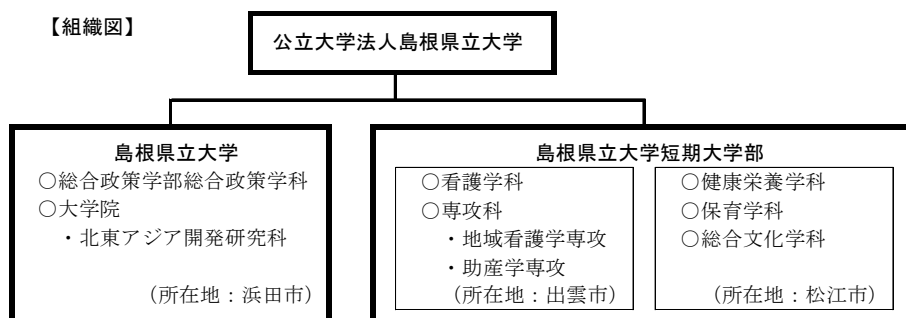 【組織図】
公立大学法人島根県立大学
島根県立大学
○総合政策学部総合政策学科
○大学院
・北東アジア開発研究科
(所在地:浜田市)
島根県立大学短期大学部
○看護学科
○専攻科
・地域看護学専攻
・助産学専攻
(所在地:出雲市)
○健康栄養学科
○保育学科
○総合文化学科
(所在地:松江市)